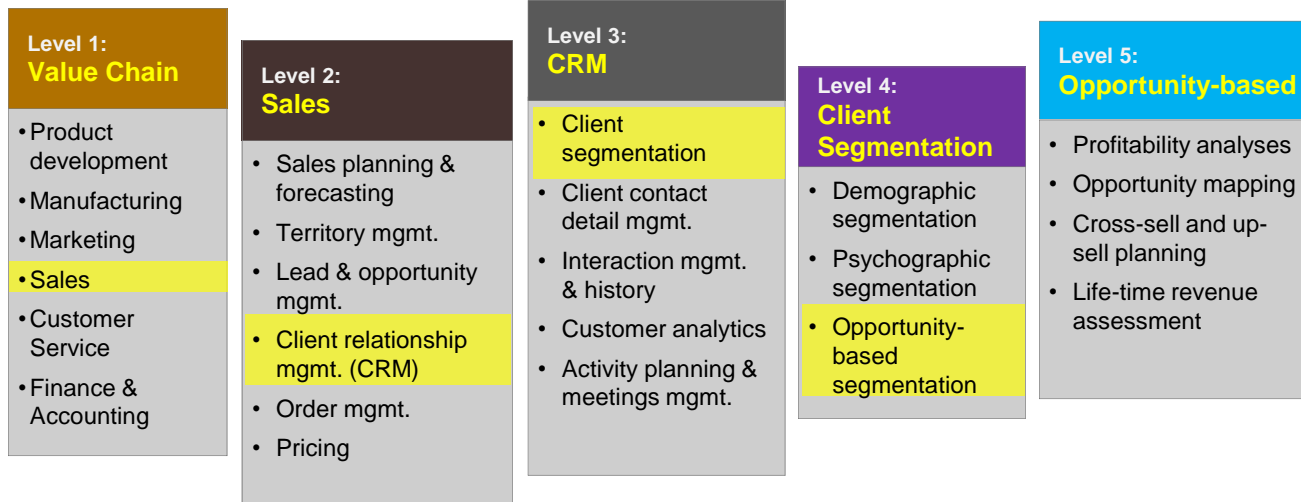 Level 1:
Value Chain
• Product
development
• Manufacturing
• Marketing
• Sales
• Customer
Service
• Finance &
Accounting
Level 2:
Sales
• Sales planning &
forecasting
• Territory mgmt.
• Lead & opportunity
mgmt.
• Client relationship
mgmt. (CRM)
• Order mgmt.
• Pricing
Level 3:
CRM
• Client
segmentation
• Client contact
detail mgmt.
• Interaction mgmt.
& history
• Customer analytics
• Activity planning &
meetings mgmt.
Level 4:
Client
Segmentation
• Demographic
segmentation
• Psychographic
segmentation
• Opportunity-
based
segmentation
Level 5:
Opportunity-based
• Profitability analyses
• Opportunity mapping
• Cross-sell and up-
sell planning
• Life-time revenue
assessment